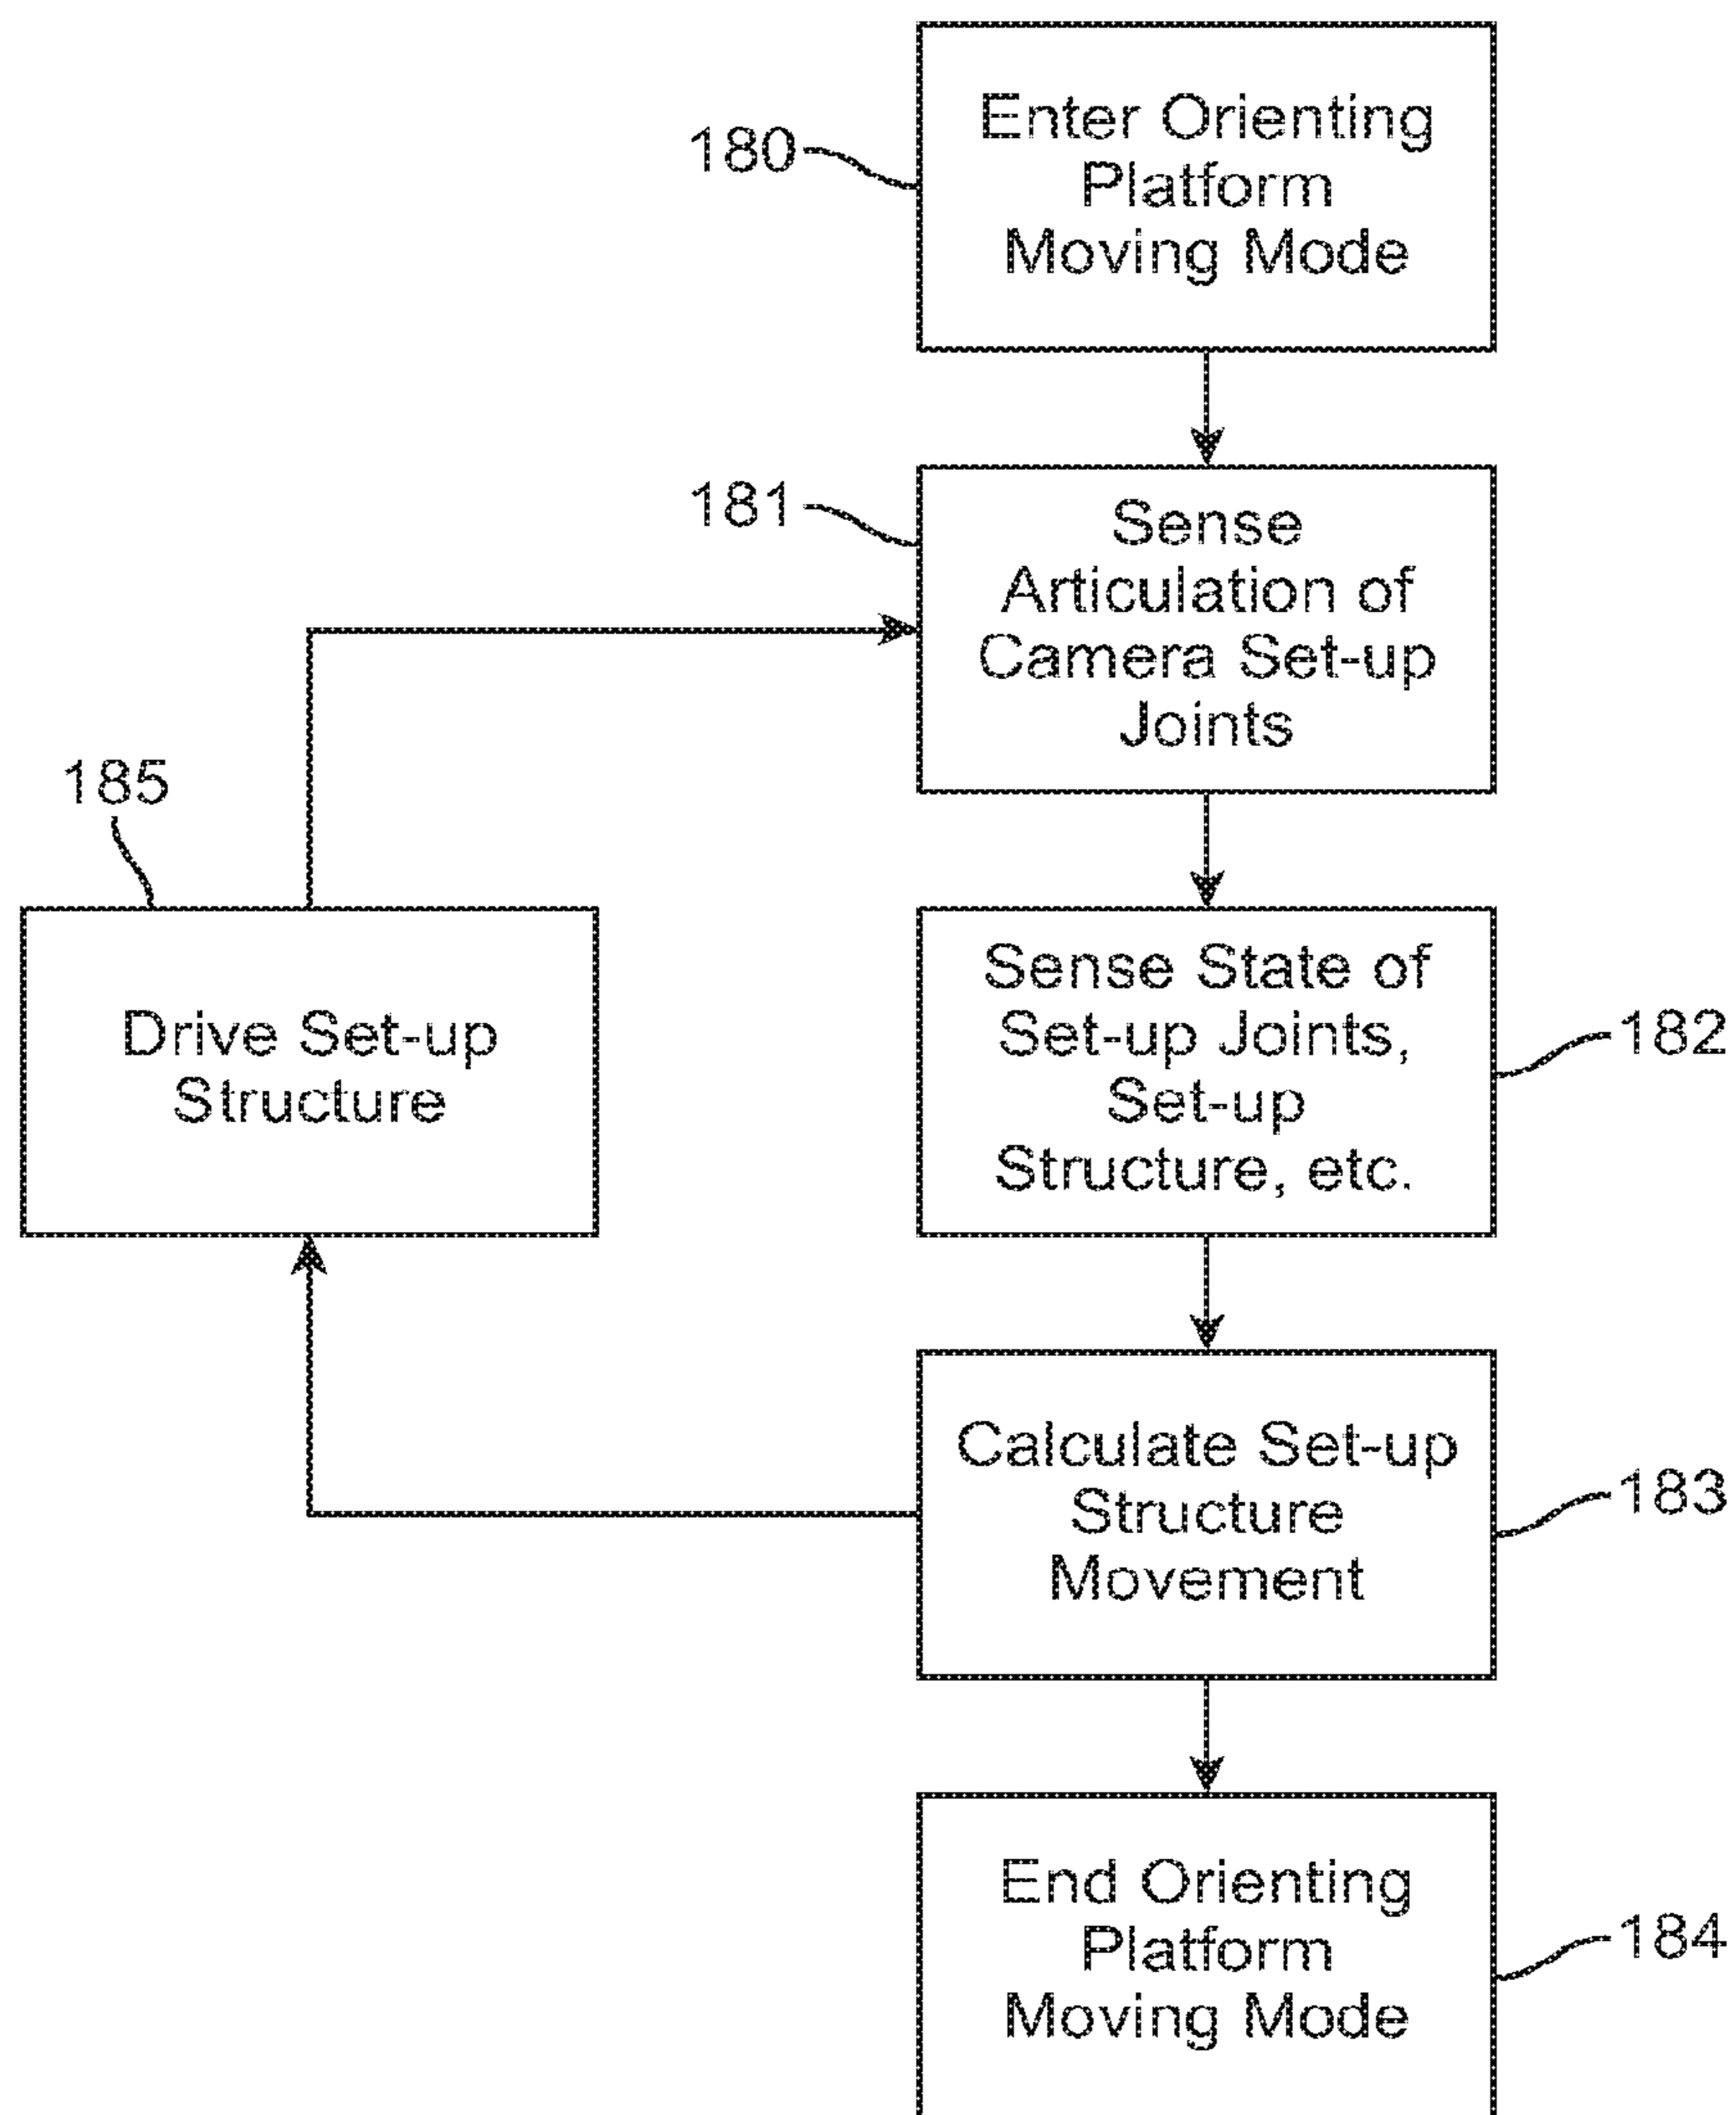 180
Enter Orienting
Platform
Moving Mode
181
Sense
Articulation of
Camera Set-up
Joints
185
Drive Set-up
Structure
Sense State of
Set-up Joints,
Set-up
Structure, etc.
182
Calculate Set-up
Structure
Movement
183
End Orienting
Platform
Moving Mode
184